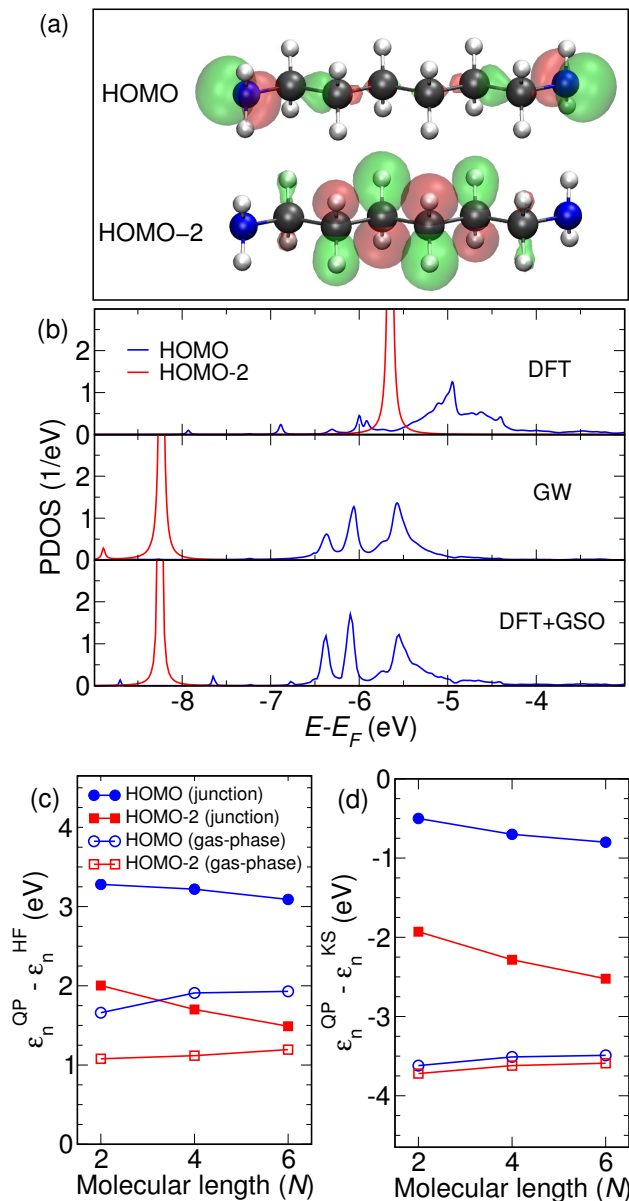 (a)
HOMO
HOMO−2
(b)
HOMO
HOMO-2
DFT
2
1
0
GW
2
1
0
DFT+GSO
2
1
0
PDOS (1/eV)
-8 -7 -6 -5 -4
E-E_F (eV)
(c)
HOMO (junction)
HOMO-2 (junction)
HOMO (gas-phase)
HOMO-2 (gas-phase)
4
3
2
1
0
ε_n^QP - ε_n^HF (eV)
2 4 6
Molecular length (N)
(d)
0
-1
-2
-3
-4
ε_n^QP - ε_n^KS (eV)
2 4 6
Molecular length (N)